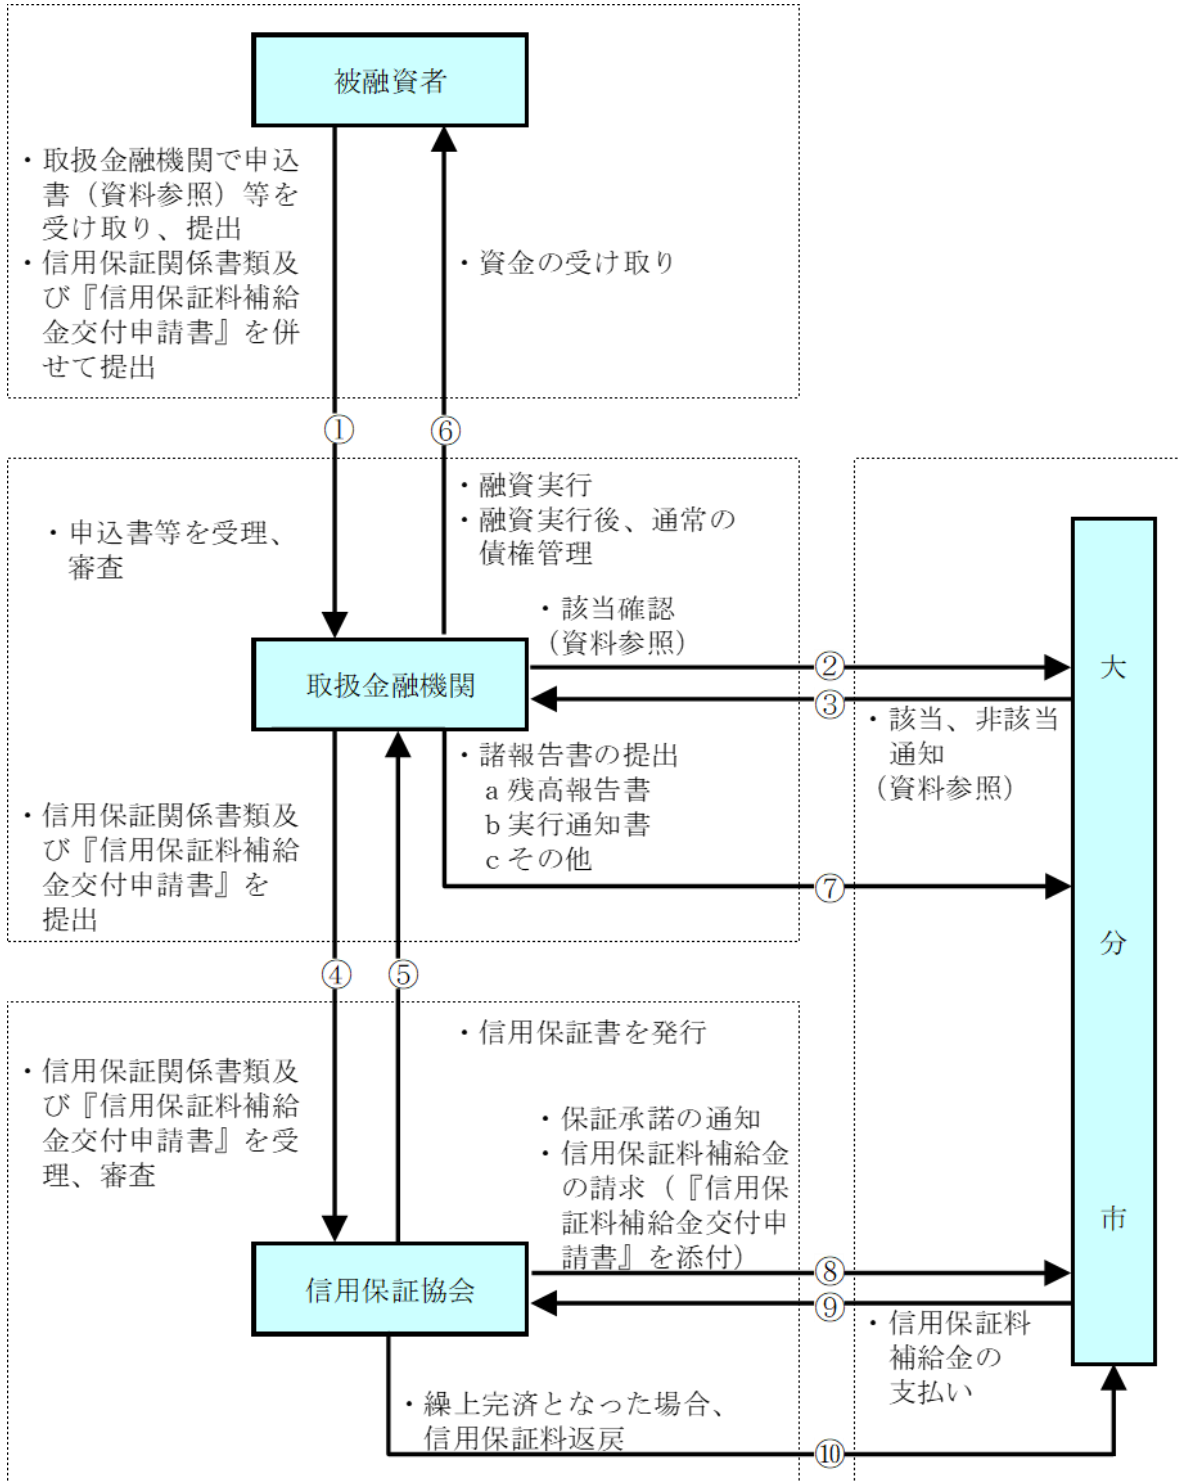 被融資者
・取扱金融機関で申込
書（資料参照）等を
受け取り、提出
・信用保証関係書類及
び『信用保証料補給
金交付申請書』を併
せて提出
・資金の受け取り
①
⑥
・申込書等を受理、
審査
・融資実行
・融資実行後、通常の
債権管理
・該当確認
（資料参照）
取扱金融機関
②
③
・該当、非該当
通知
（資料参照）
・諸報告書の提出
a 残高報告書
b 実行通知書
c その他
⑦
・信用保証関係書類及
び『信用保証料補給
金交付申請書』を
提出
④
⑤
・信用保証書を発行
・信用保証関係書類及
び『信用保証料補給
金交付申請書』を受
理、審査
・保証承諾の通知
・信用保証料補給金
の請求（『信用保
証料補給金交付申
請書』を添付）
信用保証協会
⑧
⑨
・信用保証料
補給金の
支払い
・繰上完済となった場合、
信用保証料返戻
⑩
大
分
市